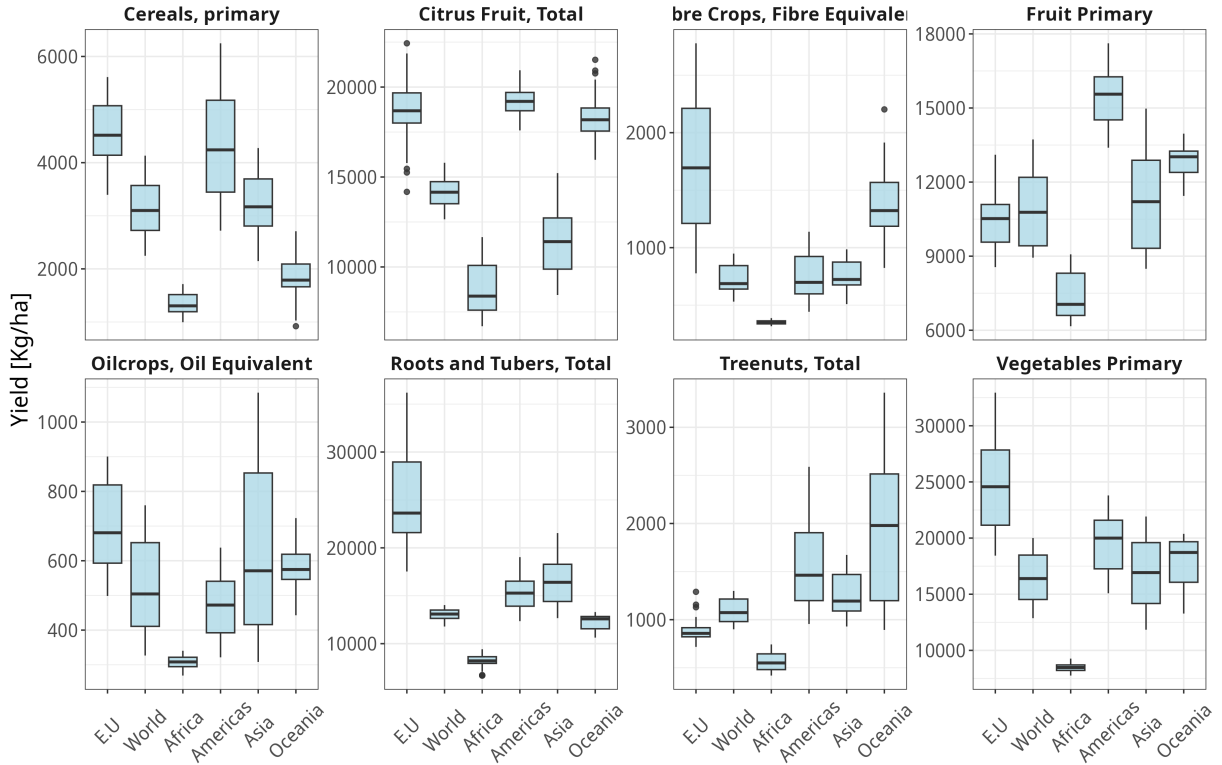 Cereals, primary
Citrus Fruit, Total
bre Crops, Fibre Equivale
Fruit Primary
6000
4000
2000
20000
15000
10000
2000
1000
18000
15000
12000
9000
6000
Yield [Kg/ha]
Oilcrops, Oil Equivalent
Roots and Tubers, Total
Treenuts, Total
Vegetables Primary
1000
800
600
400
30000
20000
10000
3000
2000
1000
30000
25000
20000
15000
10000
E.U
World
Africa
Americas
Asia
Oceania
E.U
World
Africa
Americas
Asia
Oceania
E.U
World
Africa
Americas
Asia
Oceania
E.U
World
Africa
Americas
Asia
Oceania